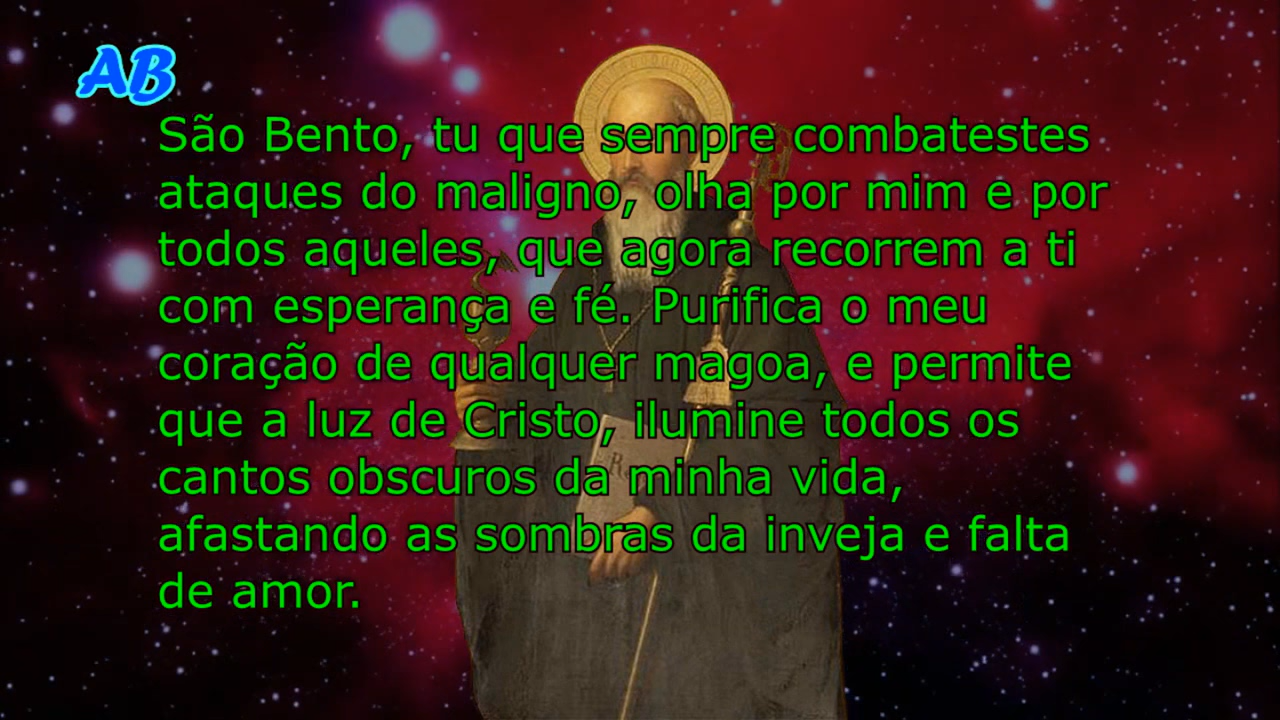 AB
São Bento, tu que sempre combatestes
ataques do maligno, olha por mim e por
todos aqueles, que agora recorrem a ti
com esperança e fé. Purifica o meu
coração de qualquer magoa, e permite
que a luz de Cristo, ilumine todos os
cantos obscuros da minha vida,
afastando as sombras da inveja e falta
de amor.